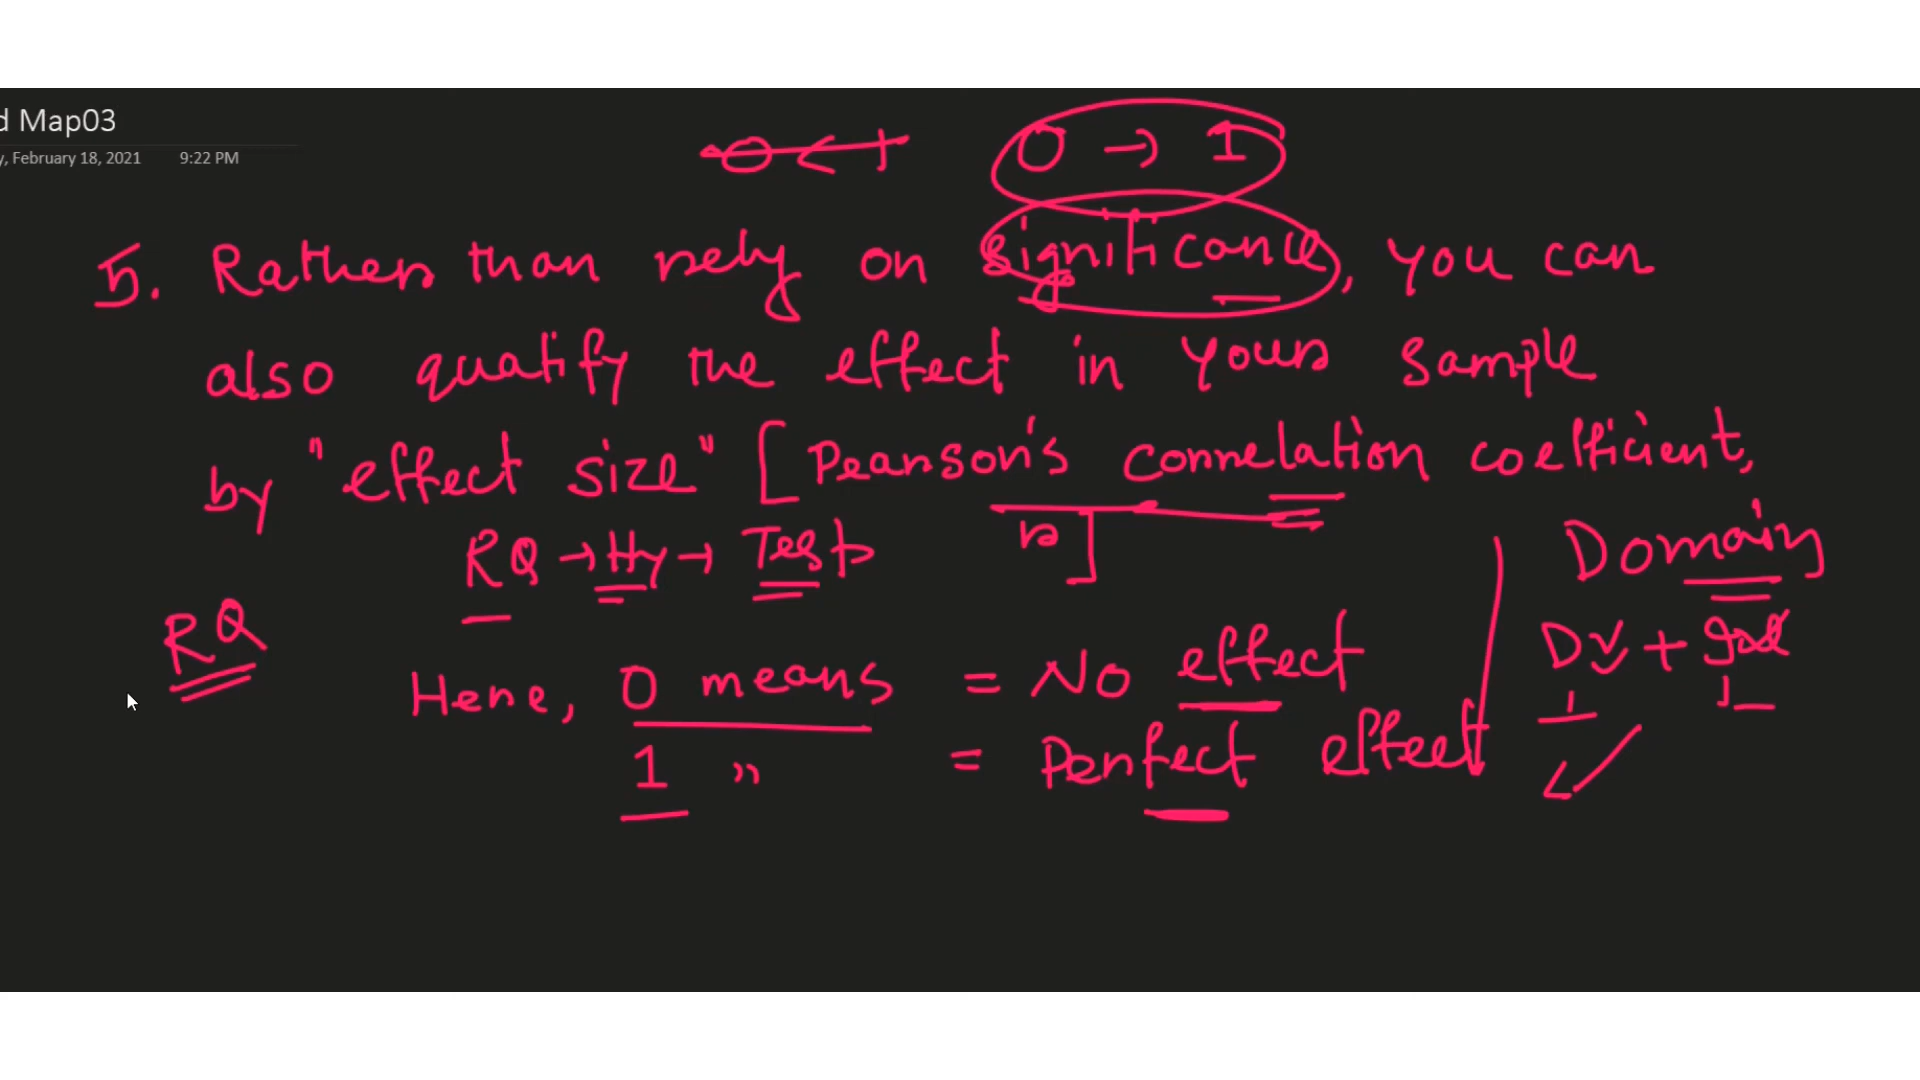 d Map03
y, February 18, 2021 9:22 PM
0 → 1
5. Rather than rely on significance, you can
also quatify the effect in your sample
by "effect size" [Pearson's correlation coefficient,
r]
RQ → Hy → Test
Domain
RQ
DV +
Here, 0 means = No effect
1 " = Perfect effect